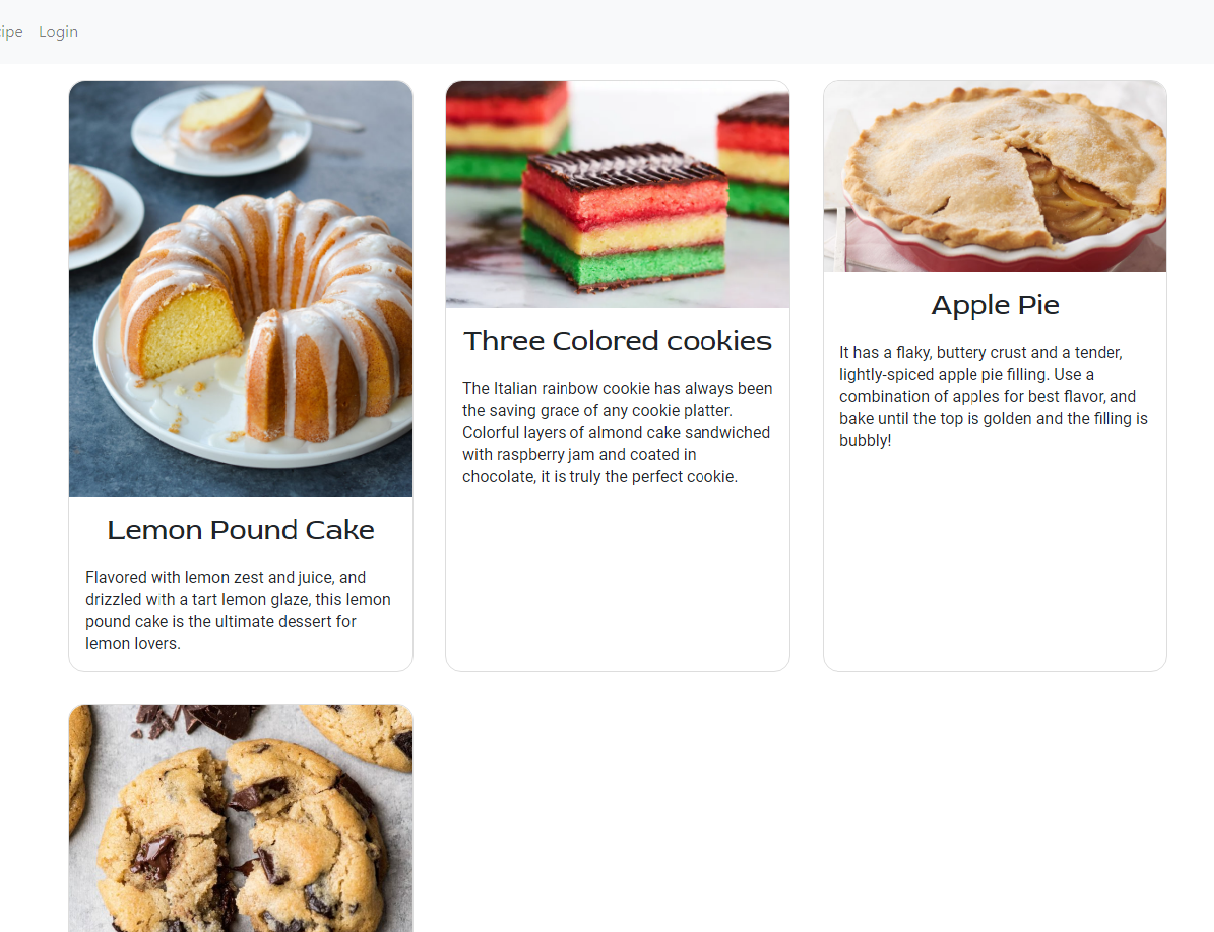 Login
Lemon Pound Cake
Flavored with lemon zest and juice, and
drizzled with a tart lemon glaze, this lemon
pound cake is the ultimate dessert for
lemon lovers.
Three Colored cookies
The Italian rainbow cookie has always been
the saving grace of any cookie platter.
Colorful layers of almond cake sandwiched
with raspberry jam and coated in
chocolate, it is truly the perfect cookie.
Apple Pie
It has a flaky, buttery crust and a tender,
lightly-spiced apple pie filling. Use a
combination of apples for best flavor, and
bake until the top is golden and the filling is
bubbly!